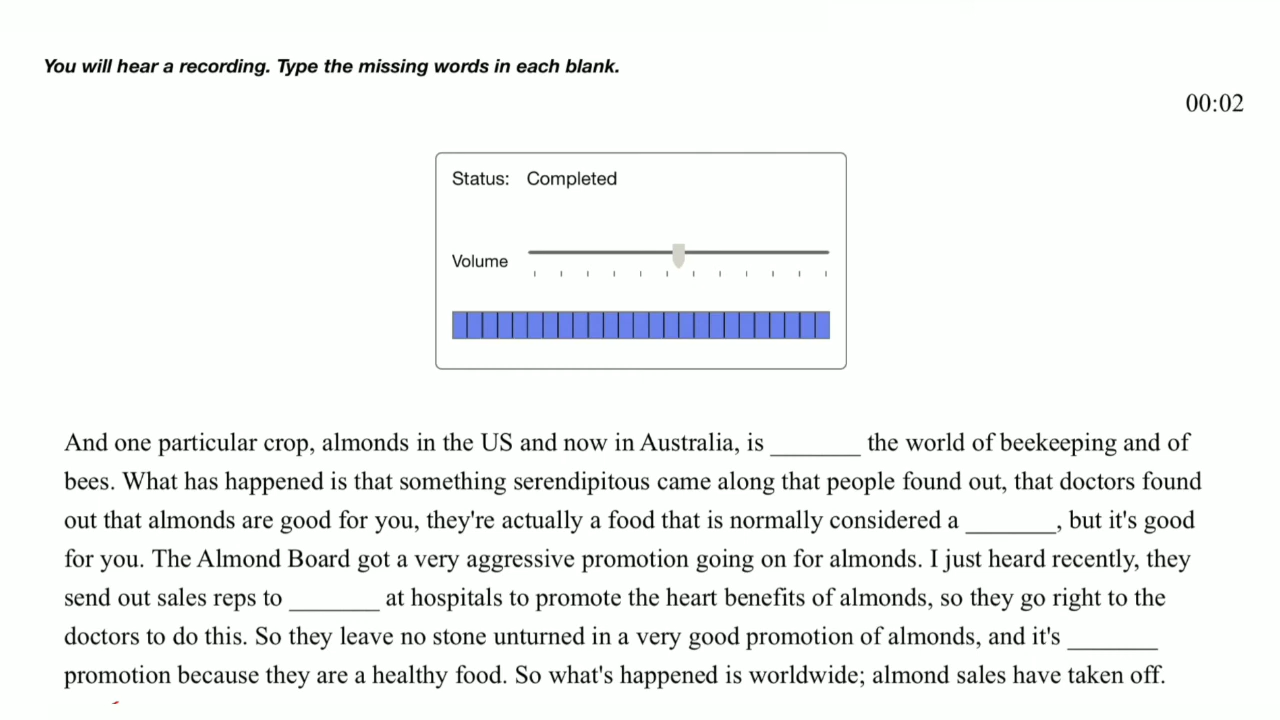 You will hear a recording. Type the missing words in each blank.
00:02
Status: Completed
Volume
And one particular crop, almonds in the US and now in Australia, is _______ the world of beekeeping and of
bees. What has happened is that something serendipitous came along that people found out, that doctors found
out that almonds are good for you, they're actually a food that is normally considered a _______, but it's good
for you. The Almond Board got a very aggressive promotion going on for almonds. I just heard recently, they
send out sales reps to _______ at hospitals to promote the heart benefits of almonds, so they go right to the
doctors to do this. So they leave no stone unturned in a very good promotion of almonds, and it's _______
promotion because they are a healthy food. So what's happened is worldwide; almond sales have taken off.